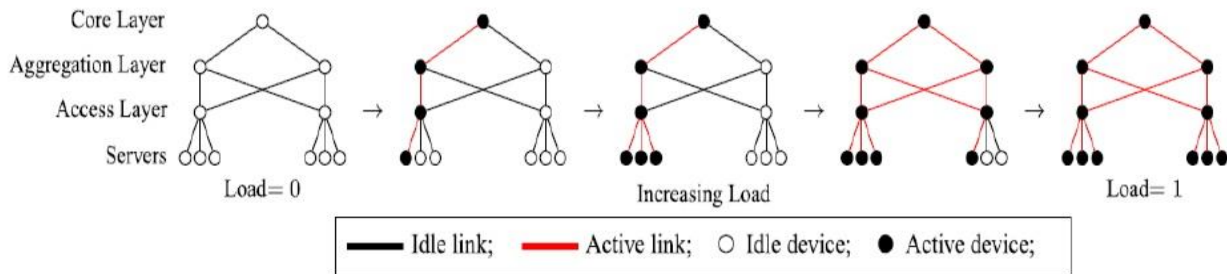 Core Layer
Aggregation Layer
Access Layer
→ → → →
Servers
Load= 0 Increasing Load Load= 1
Idle link; Active link; Idle device; Active device;